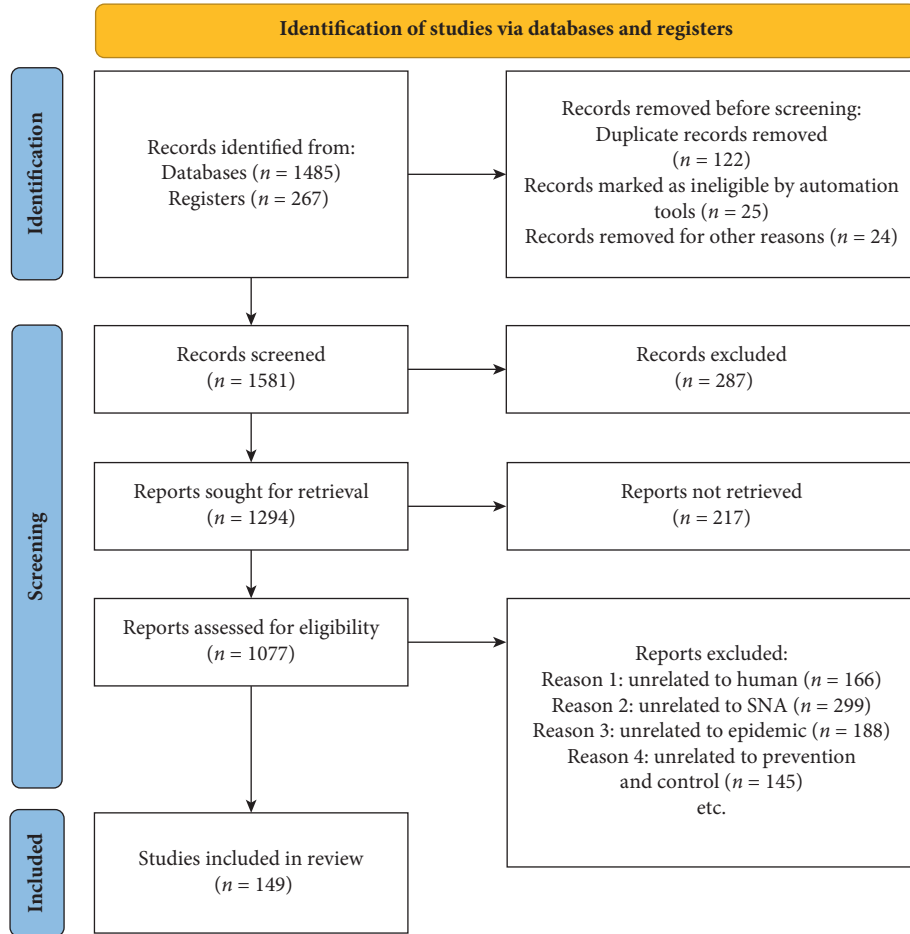 Identification of studies via databases and registers
Identification
Records identified from:
Databases (n = 1485)
Registers (n = 267)
Records removed before screening:
Duplicate records removed
(n = 122)
Records marked as ineligible by automation
tools (n = 25)
Records removed for other reasons (n = 24)
Screening
Records screened
(n = 1581)
Records excluded
(n = 287)
Reports sought for retrieval
(n = 1294)
Reports not retrieved
(n = 217)
Reports assessed for eligibility
(n = 1077)
Reports excluded:
Reason 1: unrelated to human (n = 166)
Reason 2: unrelated to SNA (n = 299)
Reason 3: unrelated to epidemic (n = 188)
Reason 4: unrelated to prevention
and control (n = 145)
etc.
Included
Studies included in review
(n = 149)